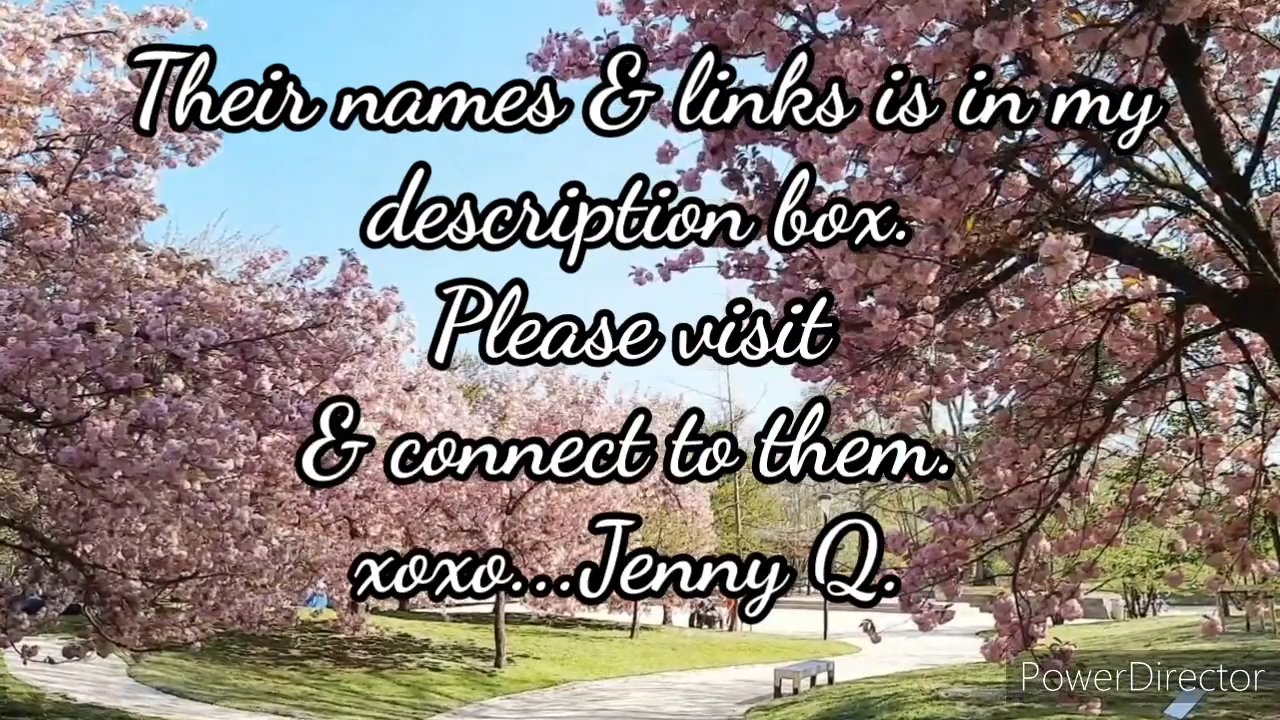 Their names & links is in my
description box.
Please visit
& connect to them.
xoxo...Jenny Q.
PowerDirector